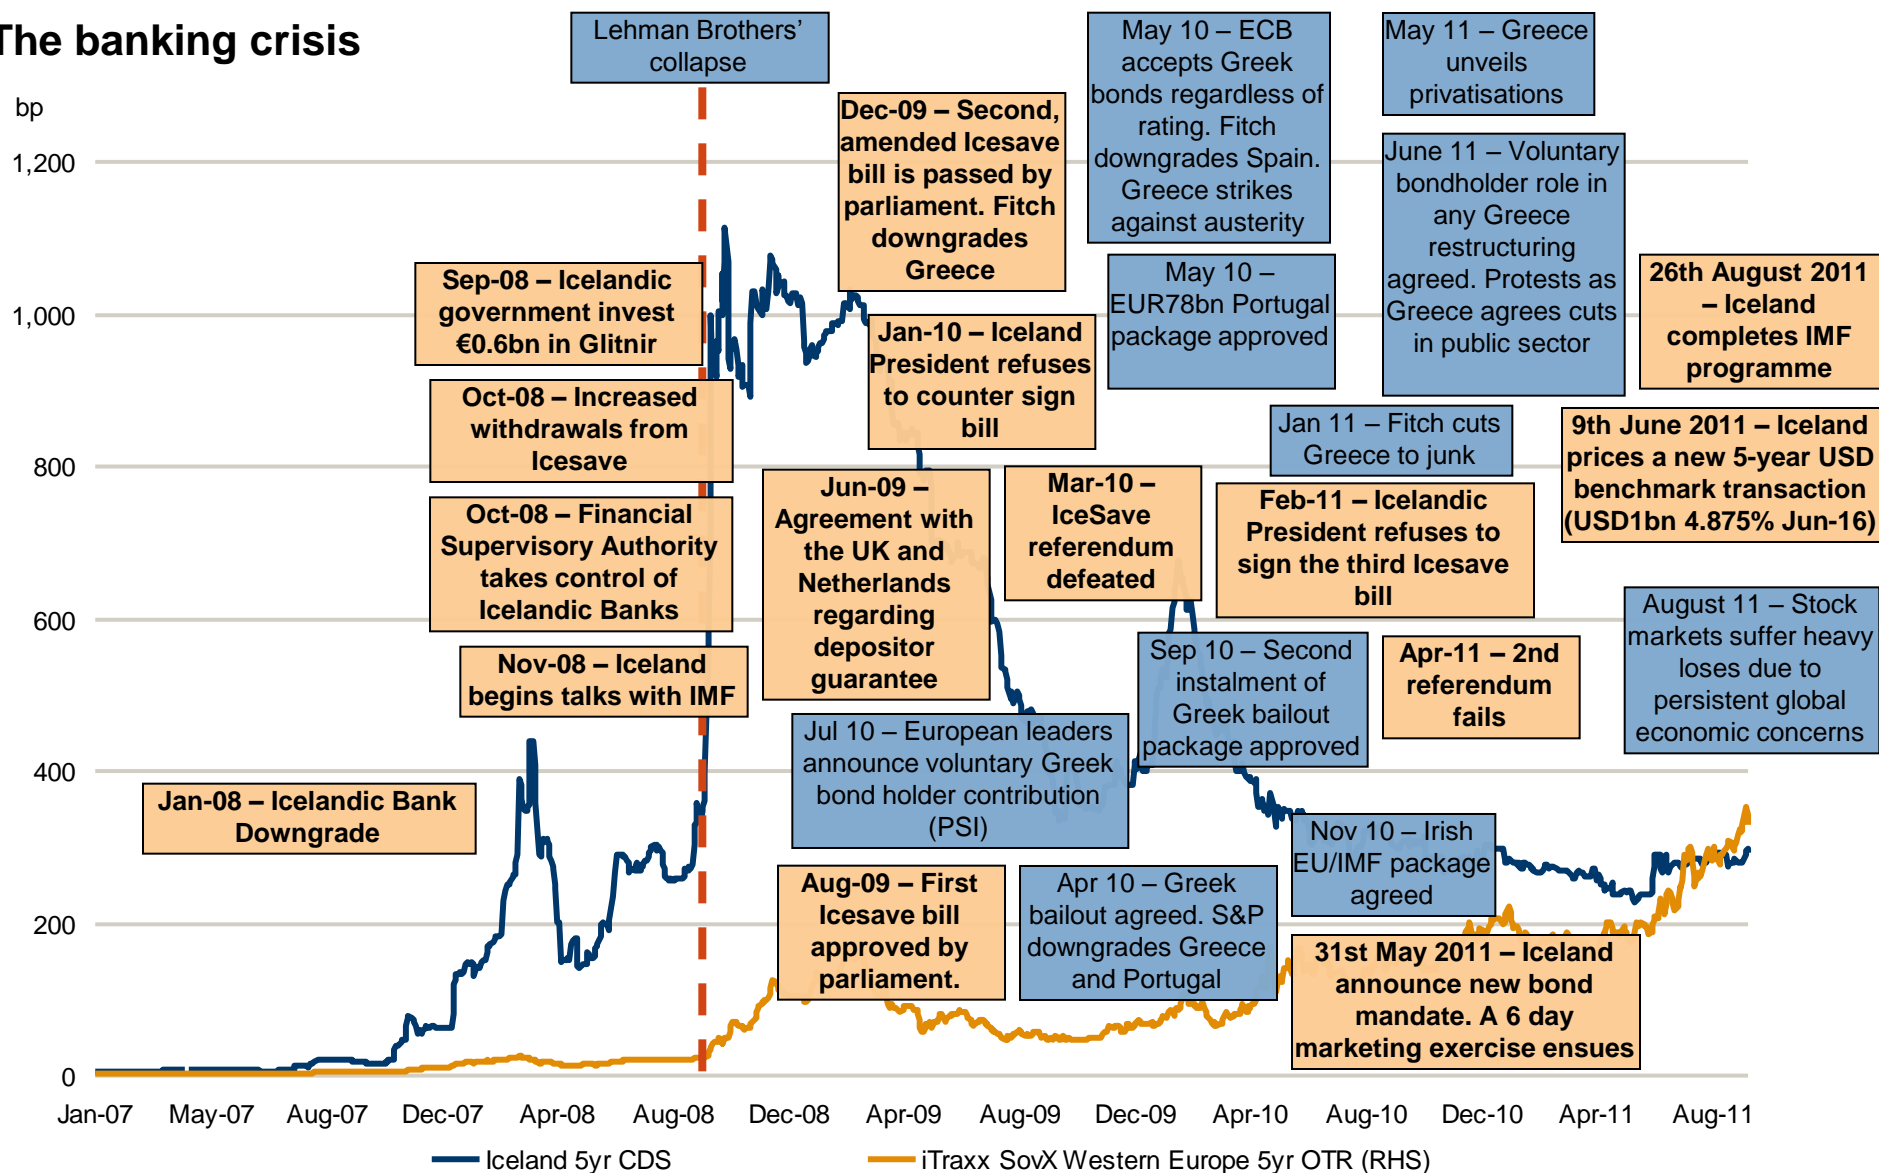 The banking crisis
bp
1,200
1,000
800
600
400
200
0
Lehman Brothers’
collapse
Dec-09 – Second,
amended Icesave
bill is passed by
parliament. Fitch
downgrades
Greece
May 10 – ECB
accepts Greek
bonds regardless of
rating. Fitch
downgrades Spain.
Greece strikes
against austerity
May 11 – Greece
unveils
privatisations
June 11 – Voluntary
bondholder role in
any Greece
restructuring
agreed. Protests as
Greece agrees cuts
in public sector
Sep-08 – Icelandic
government invest
€0.6bn in Glitnir
May 10 –
EUR78bn Portugal
package approved
26th August 2011
– Iceland
completes IMF
programme
Jan-10 – Iceland
President refuses
to counter sign
bill
Oct-08 – Increased
withdrawals from
Icesave
Jan 11 – Fitch cuts
Greece to junk
9th June 2011 – Iceland
prices a new 5-year USD
benchmark transaction
(USD1bn 4.875% Jun-16)
Oct-08 – Financial
Supervisory Authority
takes control of
Icelandic Banks
Jun-09 –
Agreement with
the UK and
Netherlands
regarding
depositor
guarantee
Mar-10 –
IceSave
referendum
defeated
Feb-11 – Icelandic
President refuses to
sign the third Icesave
bill
Nov-08 – Iceland
begins talks with IMF
Sep 10 – Second
instalment of
Greek bailout
package approved
Apr-11 – 2nd
referendum
fails
August 11 – Stock
markets suffer heavy
loses due to
persistent global
economic concerns
Jul 10 – European leaders
announce voluntary Greek
bond holder contribution
(PSI)
Jan-08 – Icelandic Bank
Downgrade
Nov 10 – Irish
EU/IMF package
agreed
Aug-09 – First
Icesave bill
approved by
parliament.
Apr 10 – Greek
bailout agreed. S&P
downgrades Greece
and Portugal
31st May 2011 – Iceland
announce new bond
mandate. A 6 day
marketing exercise ensues
Jan-07 May-07 Aug-07 Dec-07 Apr-08 Aug-08 Dec-08 Apr-09 Aug-09 Dec-09 Apr-10 Aug-10 Dec-10 Apr-11 Aug-11
Iceland 5yr CDS
iTraxx SovX Western Europe 5yr OTR (RHS)